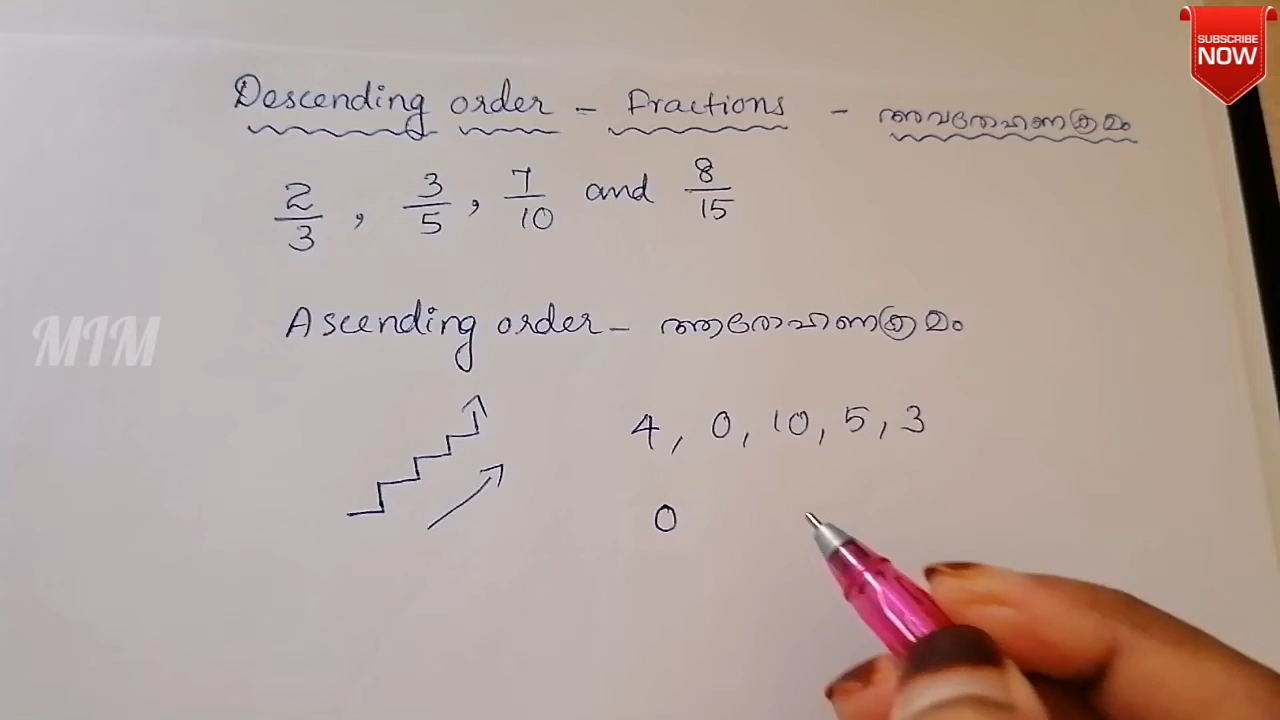 SUBSCRIBE
NOW
Descending order - Fractions - അവരോഹണക്രമം
2/3 , 3/5 , 7/10 and 8/15
MIM
Ascending order - ആരോഹണക്രമം
4, 0, 10, 5, 3
0